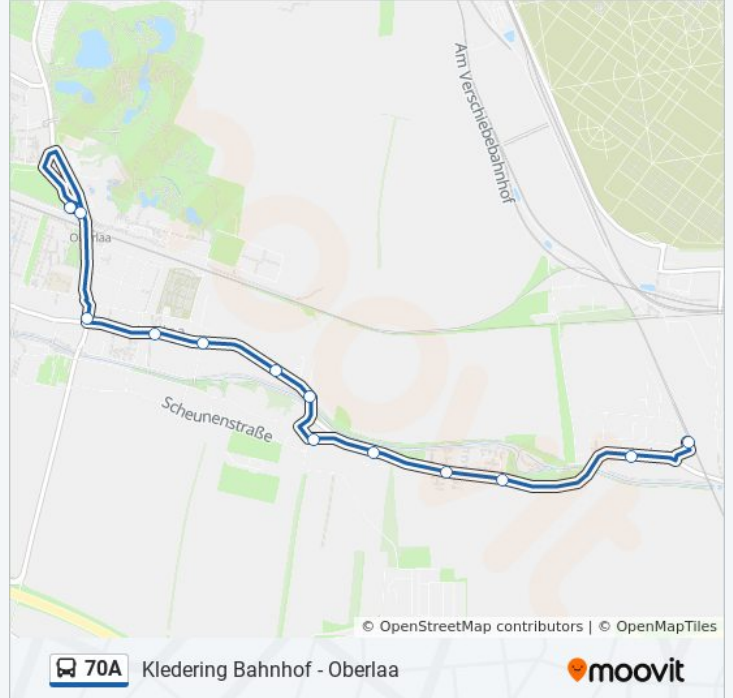 Am Verschiebebahnhof
Oberlaa
Scheunenstraße
© OpenStreetMap contributors | © OpenMapTiles
70A Kledering Bahnhof - Oberlaa
moovit